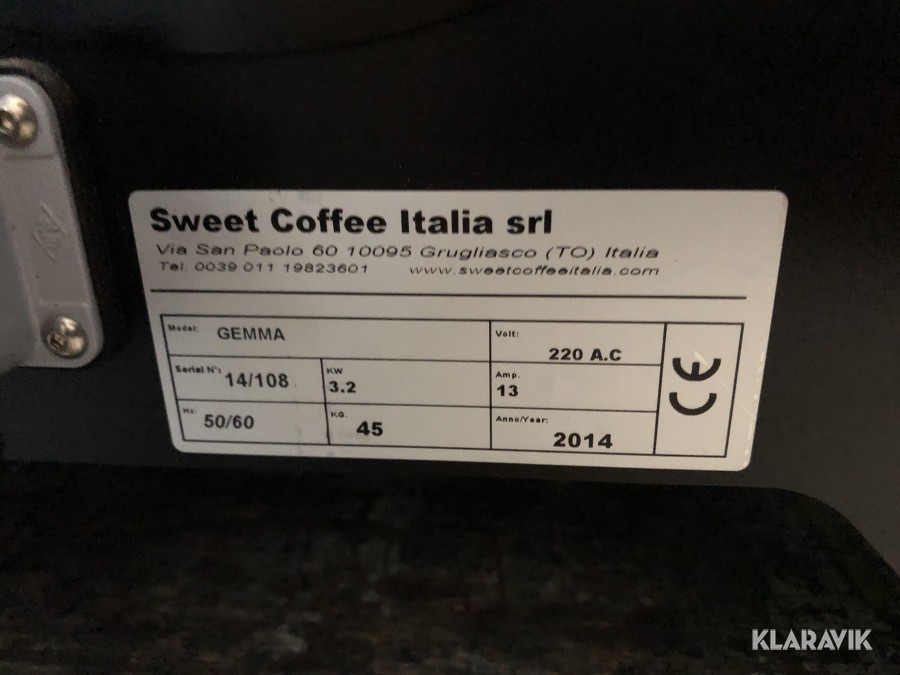 Sweet Coffee Italia srl
Via San Paolo 60 10095 Grugliasco (TO) Italia
Tel. 0039 011 19823601 www.sweetcoffeeitalia.com
Model: GEMMA Volt: 220 A.C
Serial N°: 14/108 KW 3.2 Amp. 13
Hz: 50/60 KG. 45 Anno/Year: 2014
CE
KLARAVIK